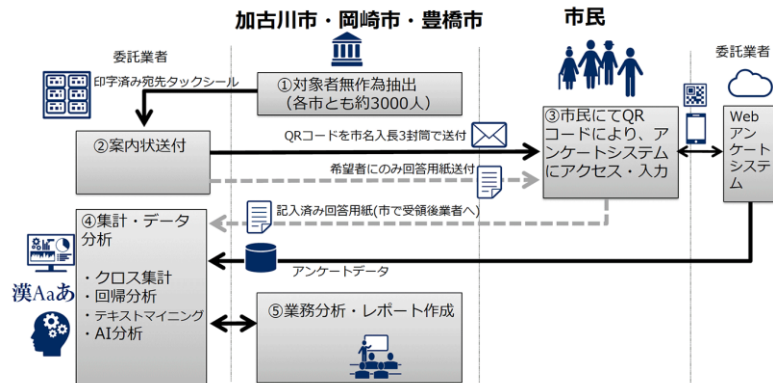 加古川市・岡崎市・豊橋市
市民
委託業者
委託業者
印字済み宛先タックシール
①対象者無作為抽出
(各市とも約3000人)
②案内状送付
QRコードを市名入長3封筒で送付
③市民にてQR
コードにより、アン
ケートシステム
にアクセス・入力
Web
アン
ケート
システ
ム
希望者にのみ回答用紙送付
記入済み回答用紙(市で受領後業者へ)
④集計・データ
分析
・クロス集計
・回帰分析
・テキストマイニング
・AI分析
漢Aaあ
アンケートデータ
⑤業務分析・レポート作成